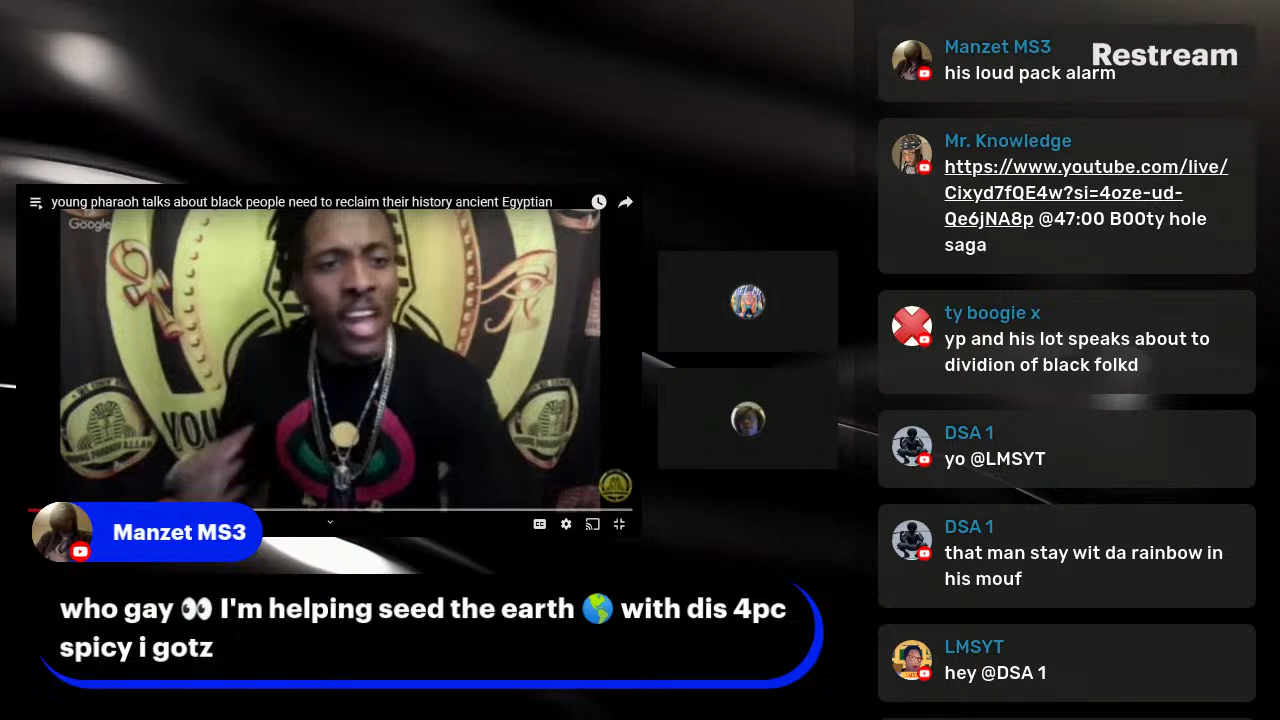 Restream
Manzet MS3
his loud pack alarm
Mr. Knowledge
https://www.youtube.com/live/
Cixyd7fQE4w?si=4oze-ud-
Qe6jNA8p @47:00 B00ty hole
saga
ty boogie x
yp and his lot speaks about to
dividion of black folkd
DSA 1
yo @LMSYT
DSA 1
that man stay wit da rainbow in
his mouf
LMSYT
hey @DSA 1
young pharaoh talks about black people need to reclaim their history ancient Egyptian
Google
YOU
CC
Manzet MS3
who gay 👀 I'm helping seed the earth 🌎 with dis 4pc
spicy i gotz